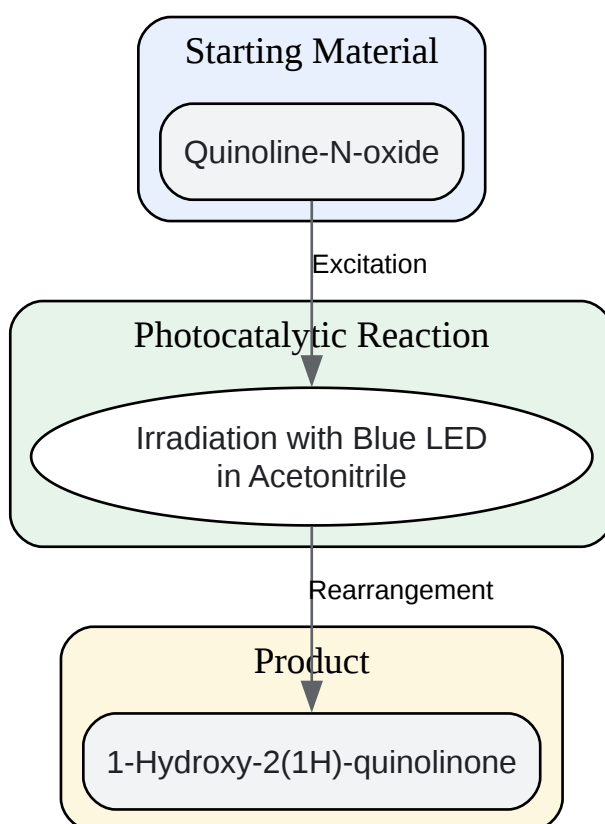 Starting Material
Quinoline-N-oxide
Excitation
Photocatalytic Reaction
Irradiation with Blue LED
in Acetonitrile
Rearrangement
Product
1-Hydroxy-2(1H)-quinolinone